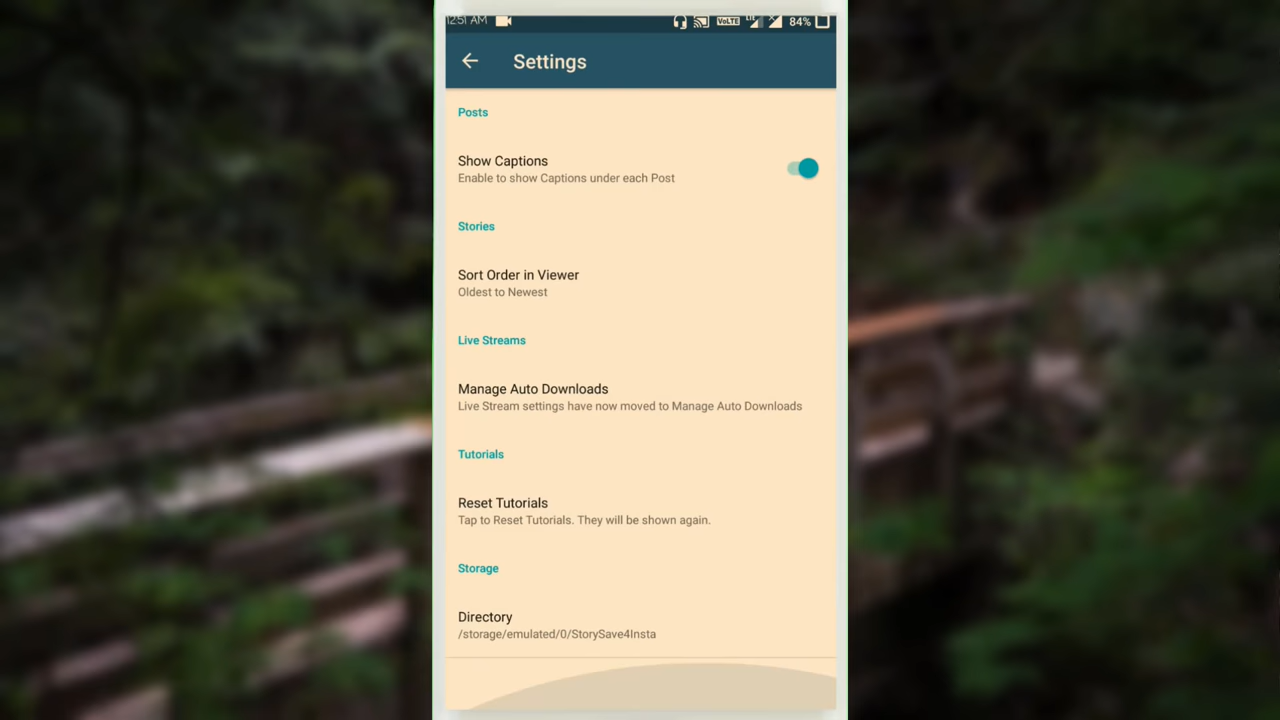 12:51 AM VoLTE LTE 84%
Settings
Posts
Show Captions
Enable to show Captions under each Post
Stories
Sort Order in Viewer
Oldest to Newest
Live Streams
Manage Auto Downloads
Live Stream settings have now moved to Manage Auto Downloads
Tutorials
Reset Tutorials
Tap to Reset Tutorials. They will be shown again.
Storage
Directory
/storage/emulated/0/StorySave4Insta